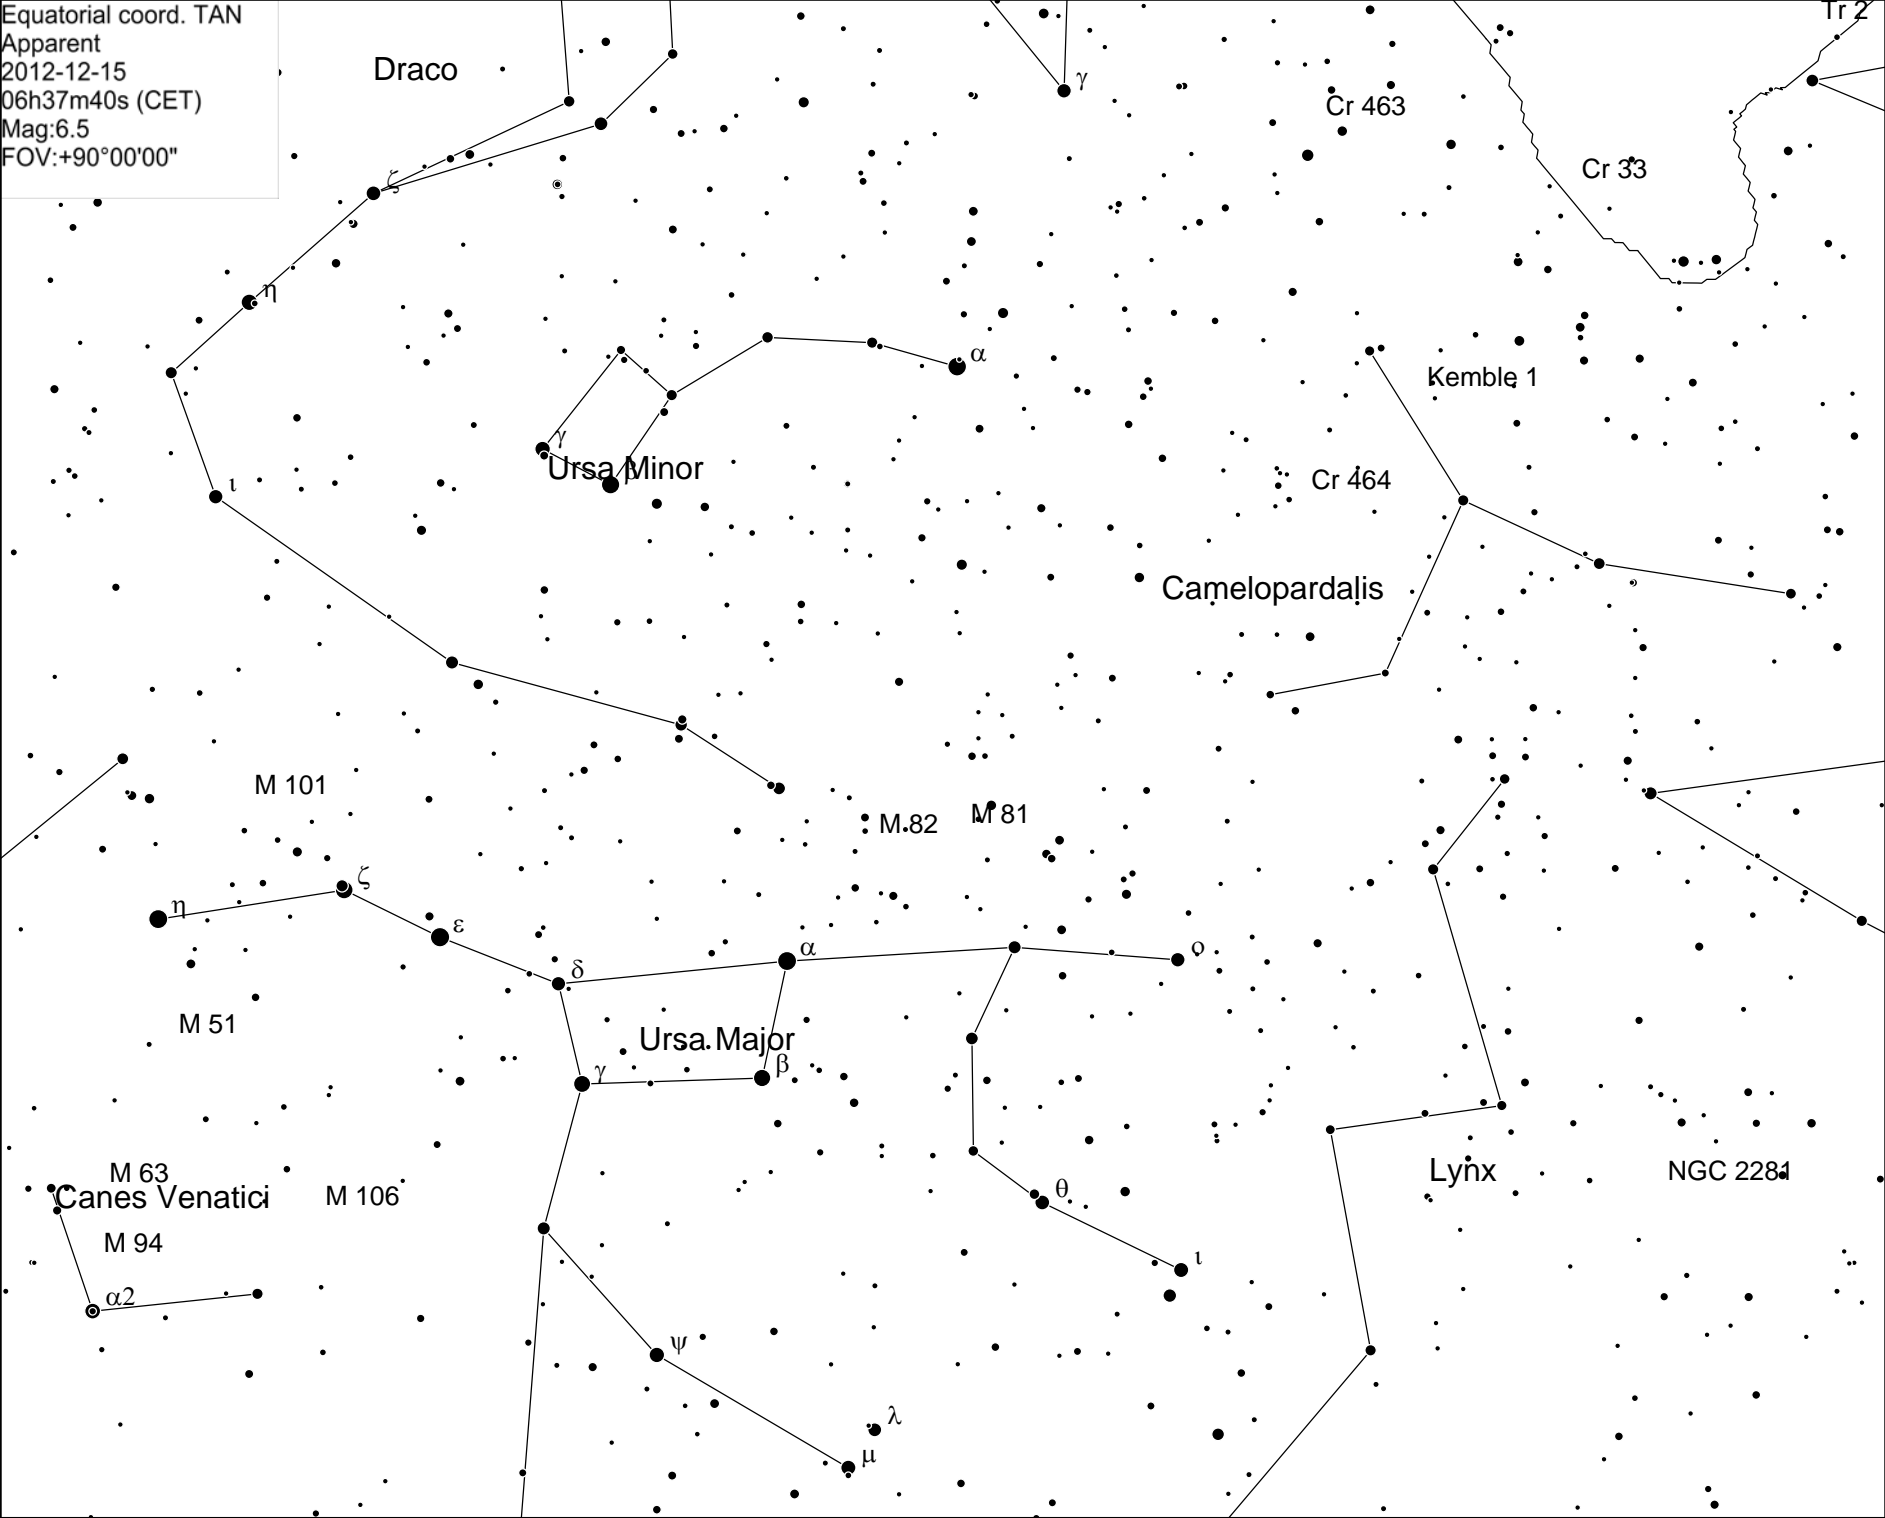 Equatorial coord. TAN
Apparent
2012-12-15
06h37m40s (CET)
Mag:6.5
FOV:+90°00'00"
Tr 2
Draco
γ
Cr 463
Cr 33
ζ
η
α
Kemble 1
γ
Ursa Minor
β
Cr 464
ι
Camelopardalis
M 101
M 82
M 81
ζ
η
ε
α
ο
δ
M 51
Ursa Major
β
γ
M 63
Canes Venatici
M 106
θ
Lynx
NGC 2281
M 94
ι
α2
ψ
λ
μ